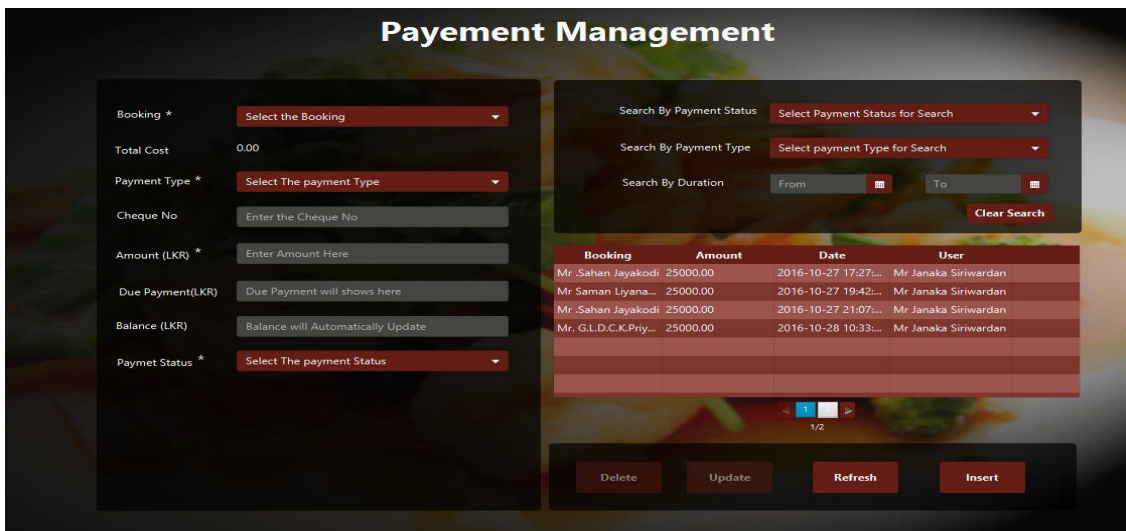 Payement Management
Booking *
Select the Booking
Total Cost
0.00
Payment Type *
Select The payment Type
Cheque No
Enter the Cheque No
Amount (LKR) *
Enter Amount Here
Due Payment(LKR)
Due Payment will shows here
Balance (LKR)
Balance will Automatically Update
Paymet Status *
Select The payment Status
Search By Payment Status
Select Payment Status for Search
Search By Payment Type
Select payment Type for Search
Search By Duration
From
To
Clear Search
Booking Amount Date User
Mr .Sahan Jayakodi 25000.00 2016-10-27 17:27:... Mr Janaka Siriwardan
Mr Saman Liyana... 25000.00 2016-10-27 19:42:... Mr Janaka Siriwardan
Mr .Sahan Jayakodi 25000.00 2016-10-27 21:07:... Mr Janaka Siriwardan
Mr. G.L.D.C.K.Priy... 25000.00 2016-10-28 10:33:... Mr Janaka Siriwardan
1
1/2
Delete Update Refresh Insert